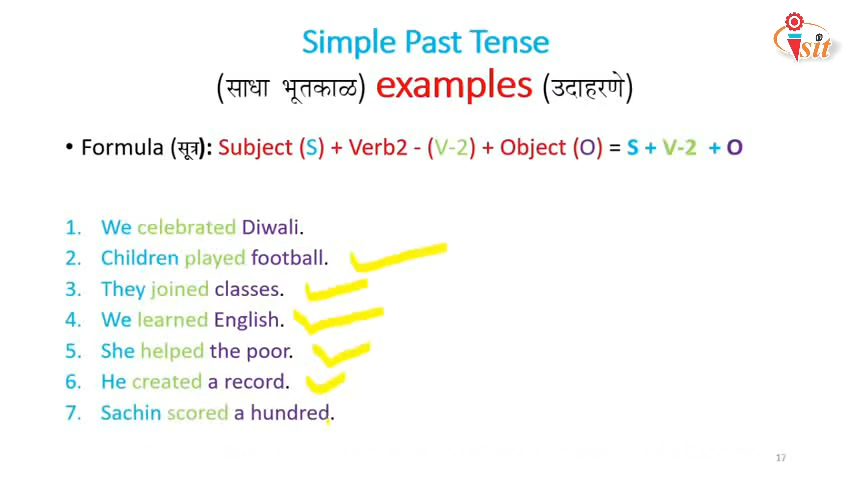 Simple Past Tense
(साधा भूतकाळ) examples (उदाहरणे)
• Formula (सूत्र): Subject (S) + Verb2 - (V-2) + Object (O) = S + V-2 + O
1. We celebrated Diwali.
2. Children played football.
3. They joined classes.
4. We learned English.
5. She helped the poor.
6. He created a record.
7. Sachin scored a hundred.
17